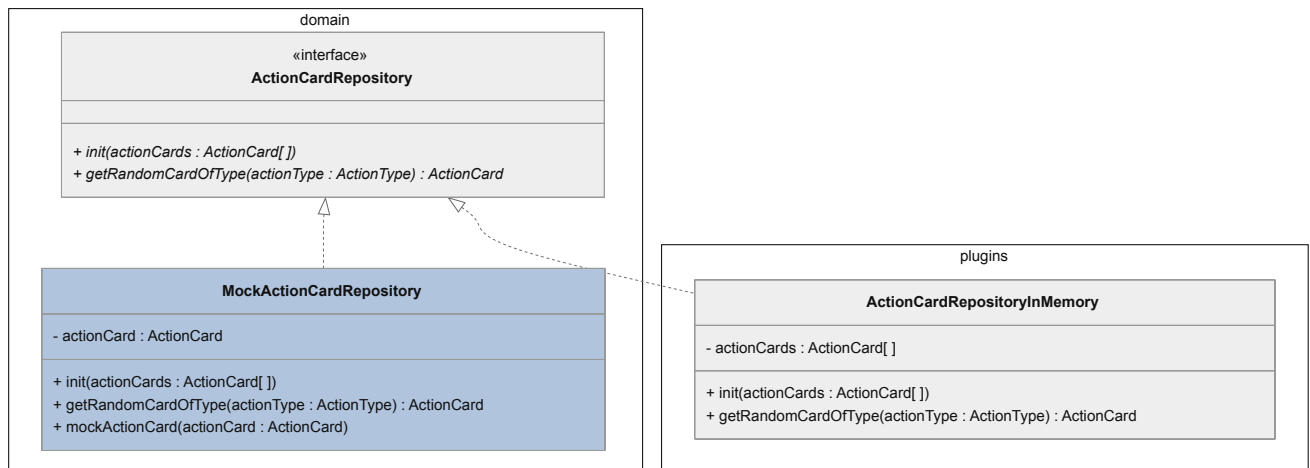 domain
«interface»
ActionCardRepository
+ init(actionCards : ActionCard[ ])
+ getRandomCardOfType(actionType : ActionType) : ActionCard
MockActionCardRepository
- actionCard : ActionCard
+ init(actionCards : ActionCard[ ])
+ getRandomCardOfType(actionType : ActionType) : ActionCard
+ mockActionCard(actionCard : ActionCard)
plugins
ActionCardRepositoryInMemory
- actionCards : ActionCard[ ]
+ init(actionCards : ActionCard[ ])
+ getRandomCardOfType(actionType : ActionType) : ActionCard